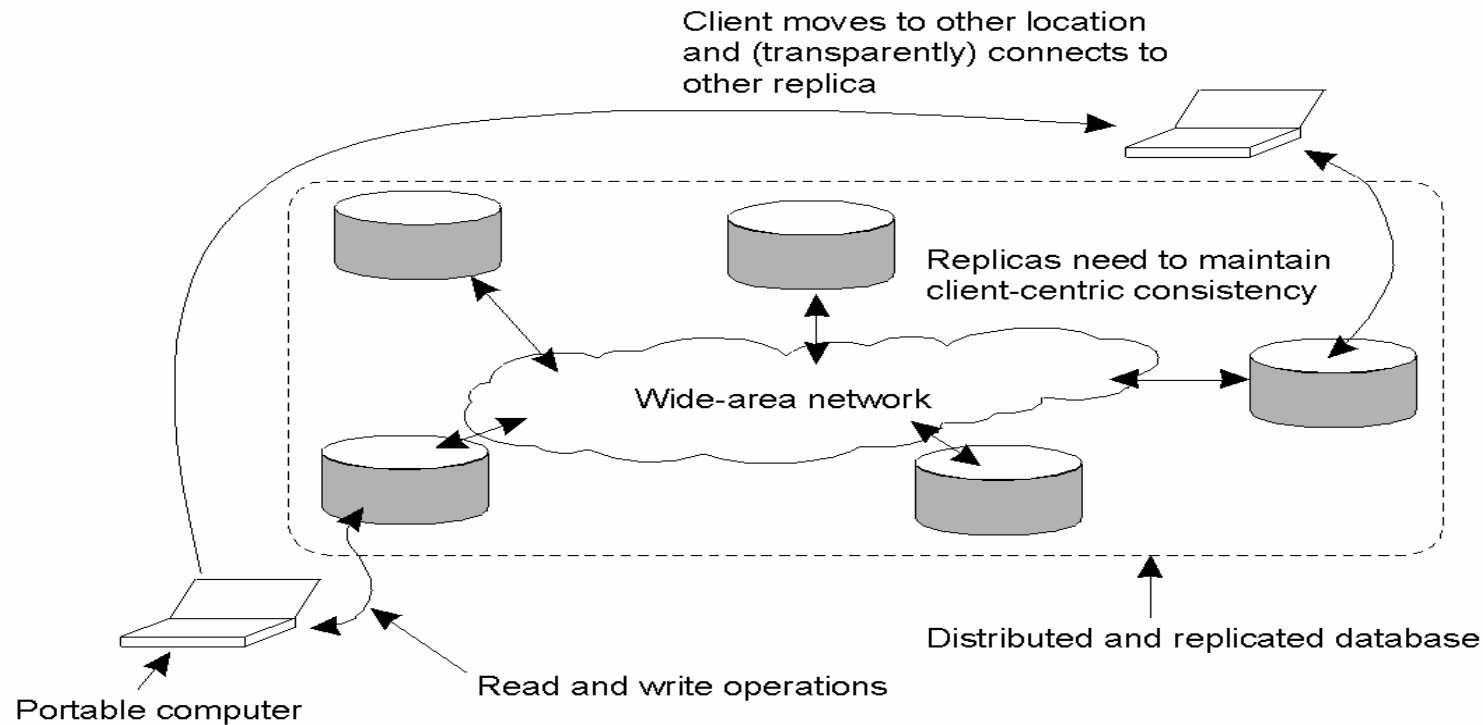 Client moves to other location
and (transparently) connects to
other replica
Replicas need to maintain
client-centric consistency
Wide-area network
Distributed and replicated database
Read and write operations
Portable computer